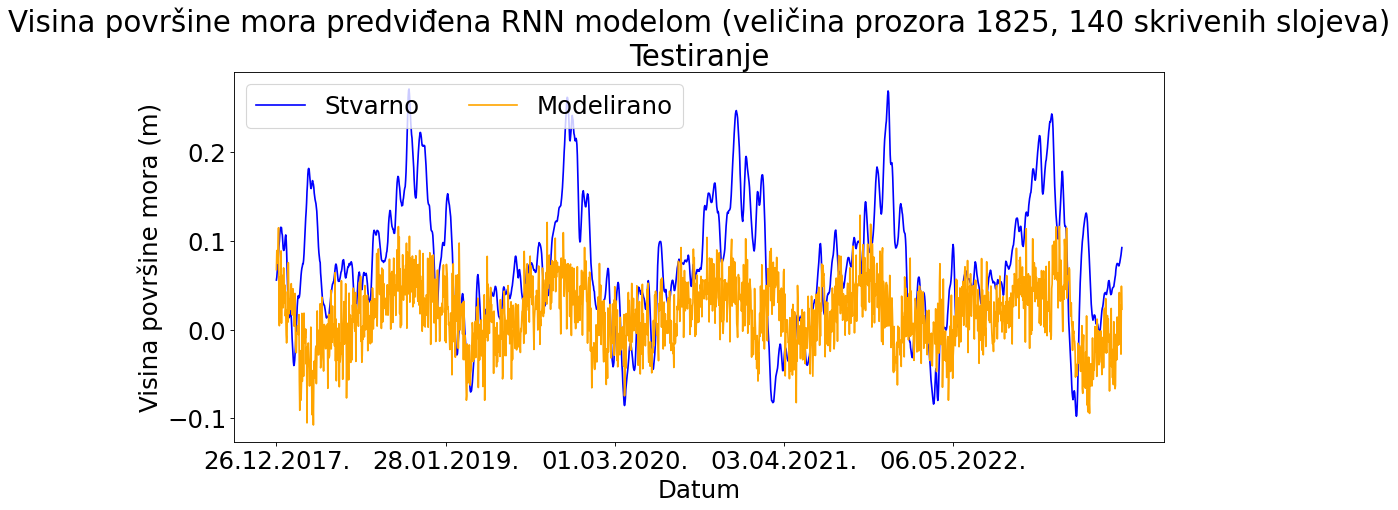 Visina površine mora predviđena RNN modelom (veličina prozora 1825, 140 skrivenih slojeva)
Testiranje
Stvarno Modelirano
Visina površine mora (m)
0.2
0.1
0.0
−0.1
26.12.2017. 28.01.2019. 01.03.2020. 03.04.2021. 06.05.2022.
Datum